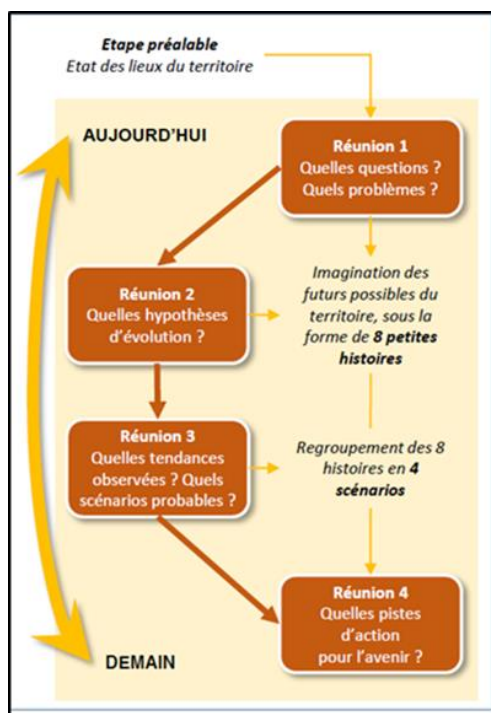 Etape préalable
Etat des lieux du territoire
AUJOURD'HUI
Réunion 1
Quelles questions ?
Quels problèmes ?
Réunion 2
Quelles hypothèses
d'évolution ?
Imagination des
futurs possibles du
territoire, sous la
forme de 8 petites
histoires
Réunion 3
Quelles tendances
observées ? Quels
scénarios probables ?
Regroupement des 8
histoires en 4
scénarios
Réunion 4
Quelles pistes
d'action
pour l'avenir ?
DEMAIN